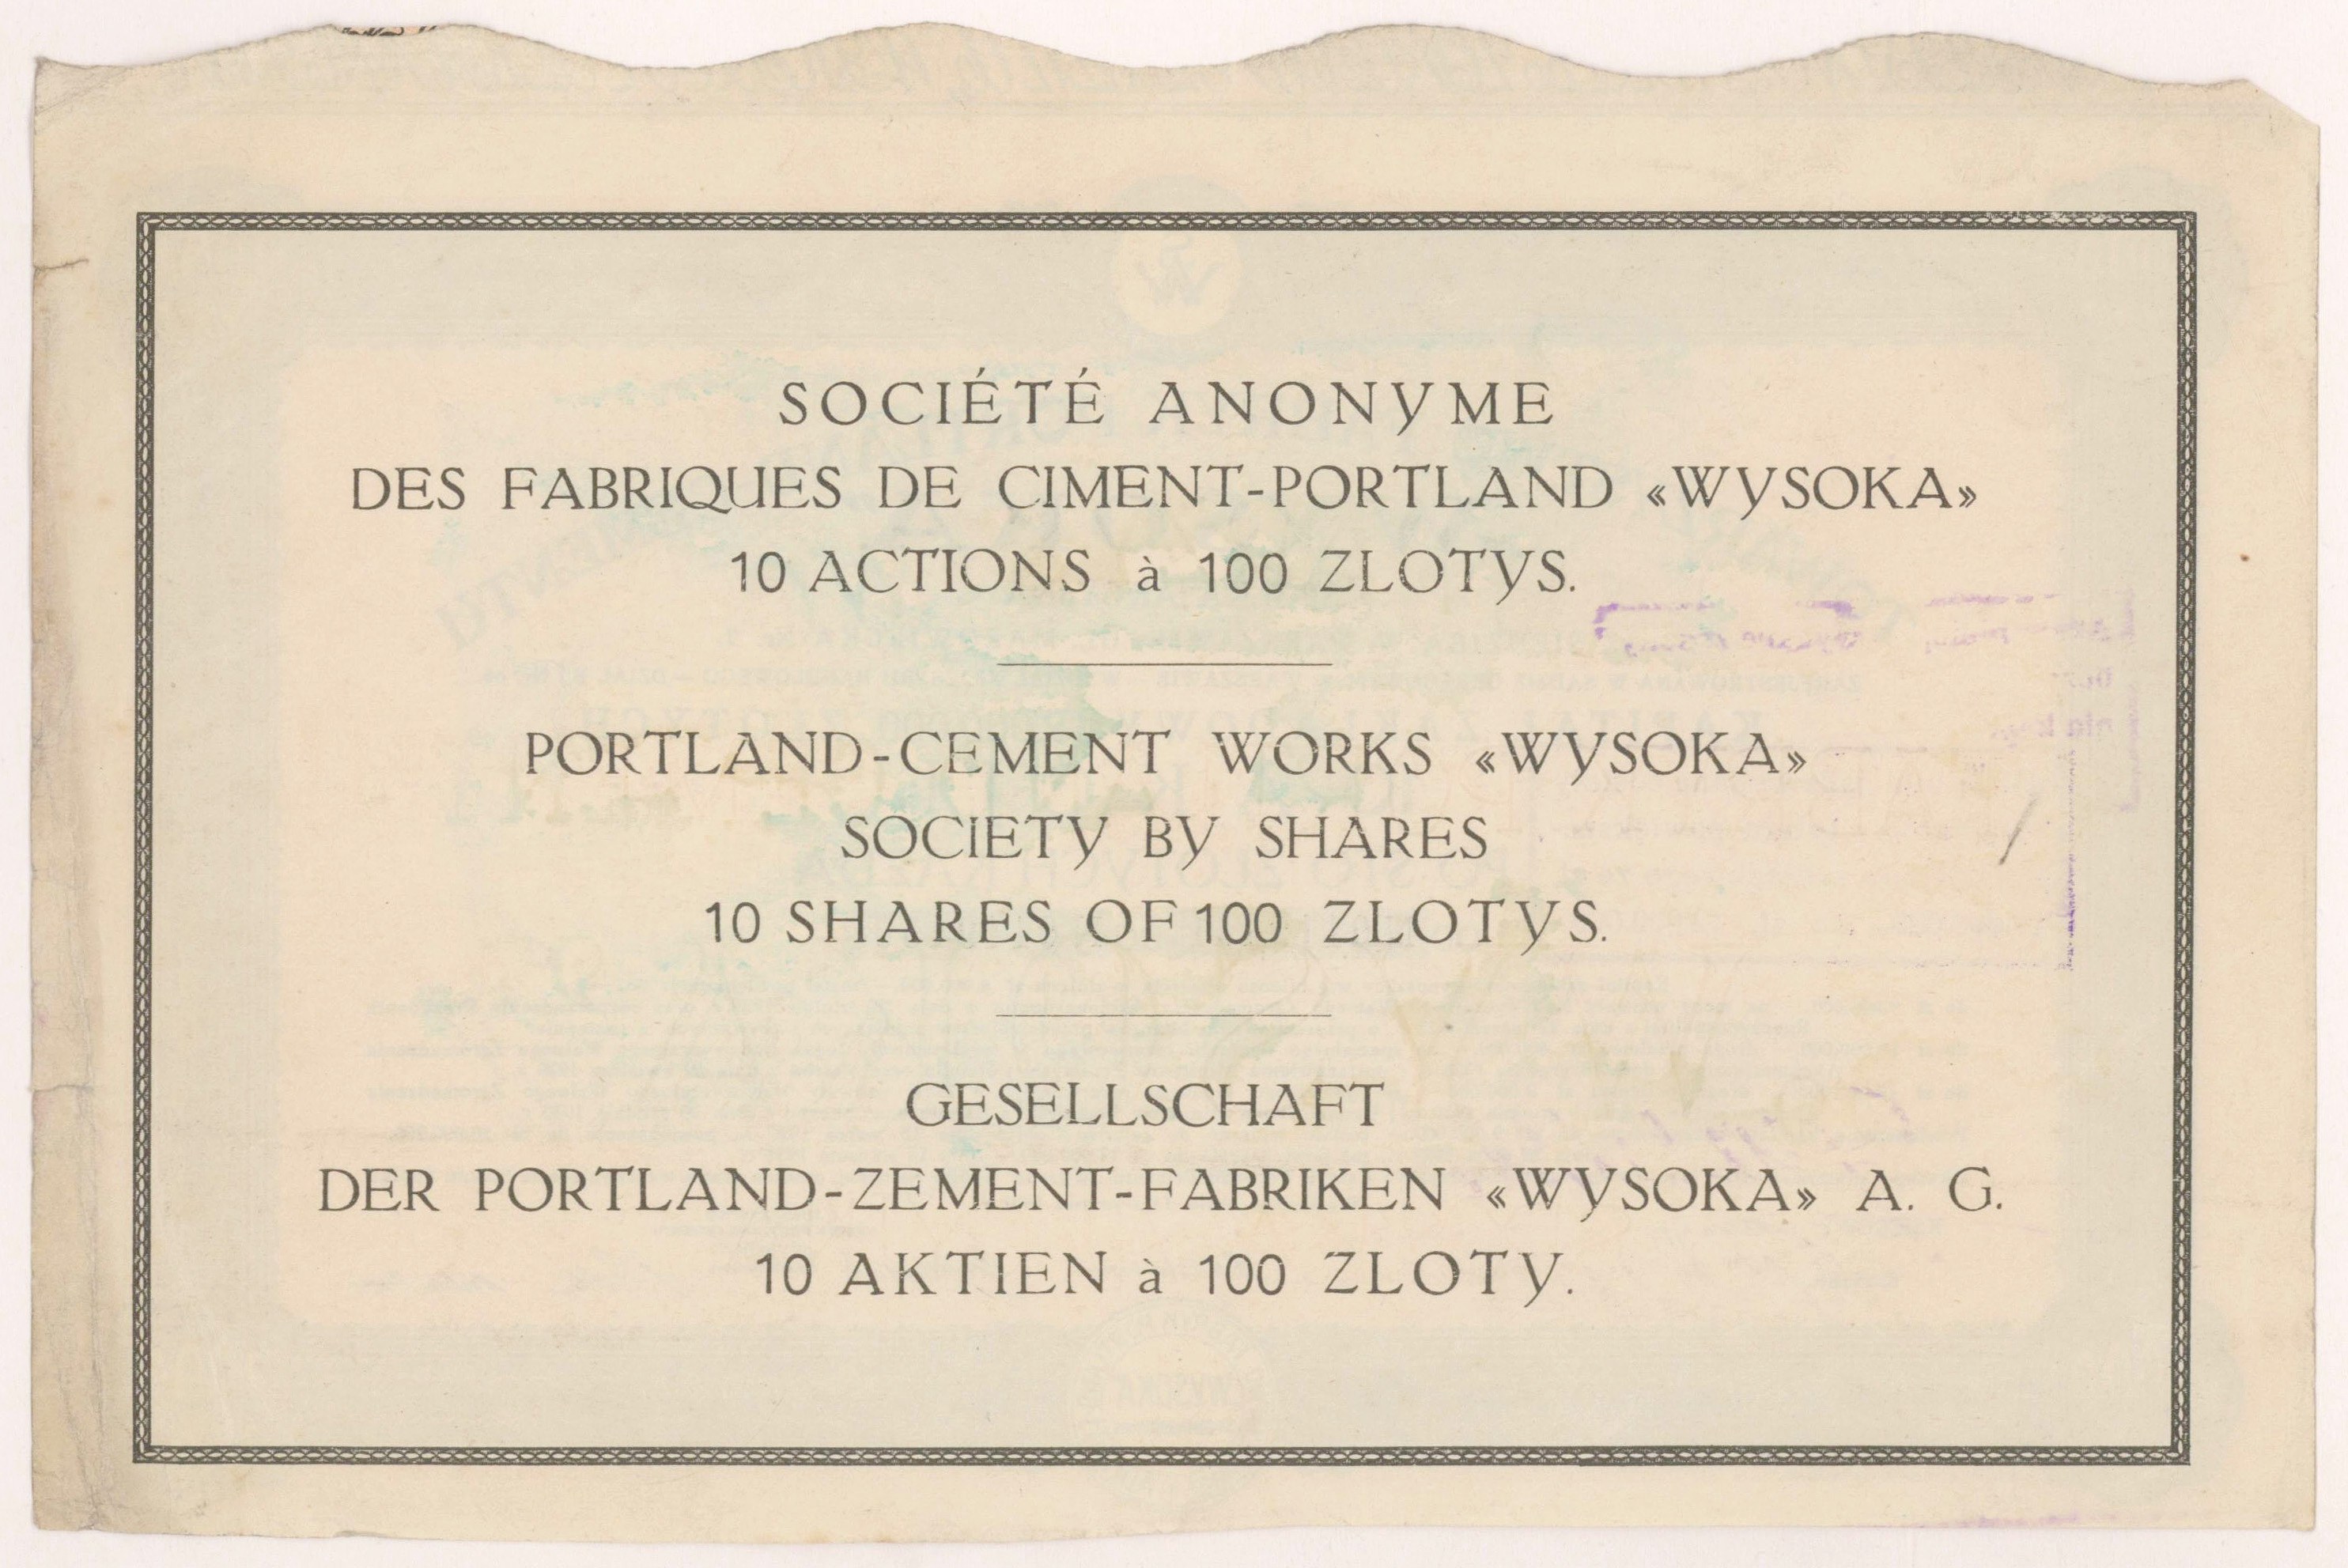 SOCIÉTÉ ANONYME
DES FABRIQUES DE CIMENT-PORTLAND «WYSOKA»
10 ACTIONS à 100 ZLOTYS.
PORTLAND-CEMENT WORKS «WYSOKA»
SOCIETY BY SHARES
10 SHARES OF 100 ZLOTYS.
GESELLSCHAFT
DER PORTLAND-ZEMENT-FABRIKEN «WYSOKA» A. G.
10 AKTIEN à 100 ZLOTY.